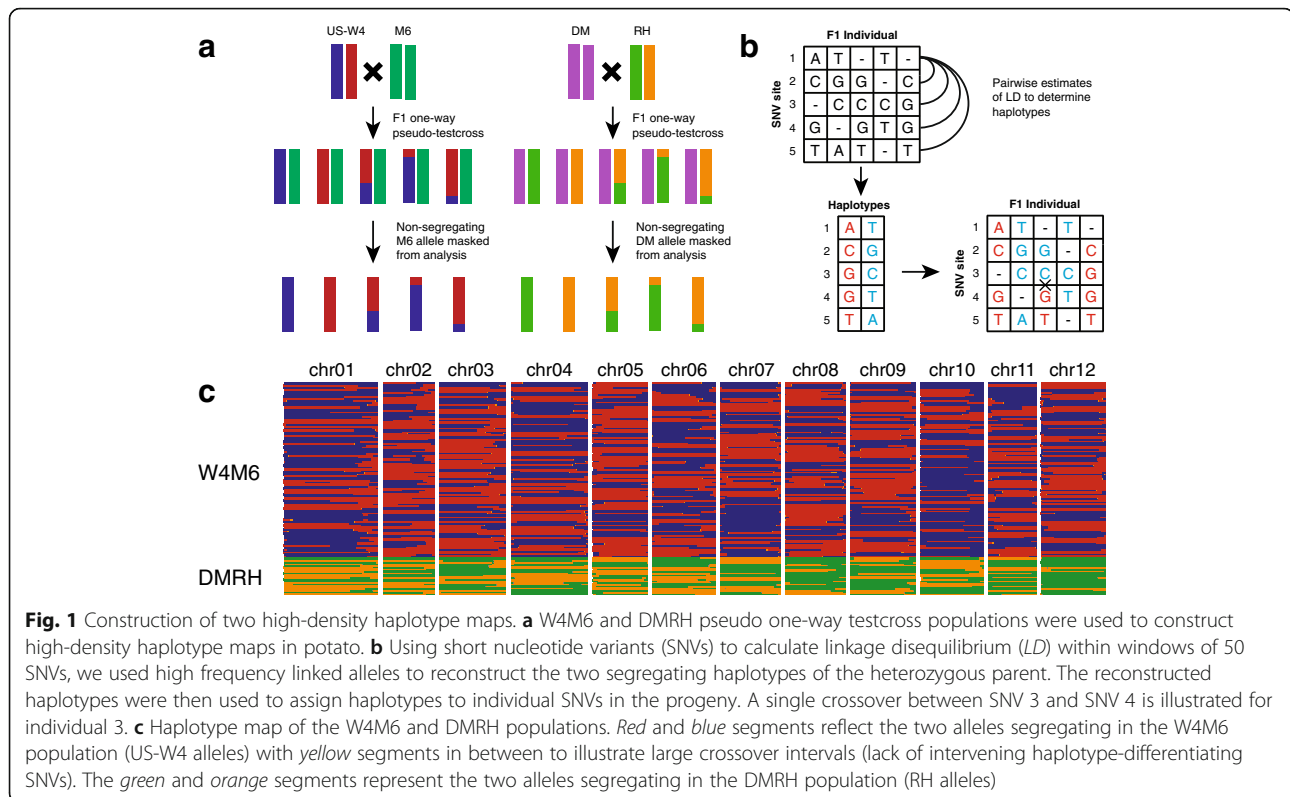 a
US-W4 M6
DM RH
F1 one-way
pseudo-testcross
F1 one-way
pseudo-testcross
Non-segregating
M6 allele masked
from analysis
Non-segregating
DM allele masked
from analysis
b
F1 Individual
SNV site
1 A T - T -
2 C G G - C
3 - C C C G
4 G - G T G
5 T A T - T
Pairwise estimates
of LD to determine
haplotypes
Haplotypes
1 A T
2 C G
3 G C
4 G T
5 T A
F1 Individual
SNV site
1 A T - T -
2 C G G - C
3 - C C C G
4 G - G T G
5 T A T - T
c
chr01 chr02 chr03 chr04 chr05 chr06 chr07 chr08 chr09 chr10 chr11 chr12
W4M6
DMRH
Fig. 1 Construction of two high-density haplotype maps. a W4M6 and DMRH pseudo one-way testcross populations were used to construct
high-density haplotype maps in potato. b Using short nucleotide variants (SNVs) to calculate linkage disequilibrium (LD) within windows of 50
SNVs, we used high frequency linked alleles to reconstruct the two segregating haplotypes of the heterozygous parent. The reconstructed
haplotypes were then used to assign haplotypes to individual SNVs in the progeny. A single crossover between SNV 3 and SNV 4 is illustrated for
individual 3. c Haplotype map of the W4M6 and DMRH populations. Red and blue segments reflect the two alleles segregating in the W4M6
population (US-W4 alleles) with yellow segments in between to illustrate large crossover intervals (lack of intervening haplotype-differentiating
SNVs). The green and orange segments represent the two alleles segregating in the DMRH population (RH alleles)